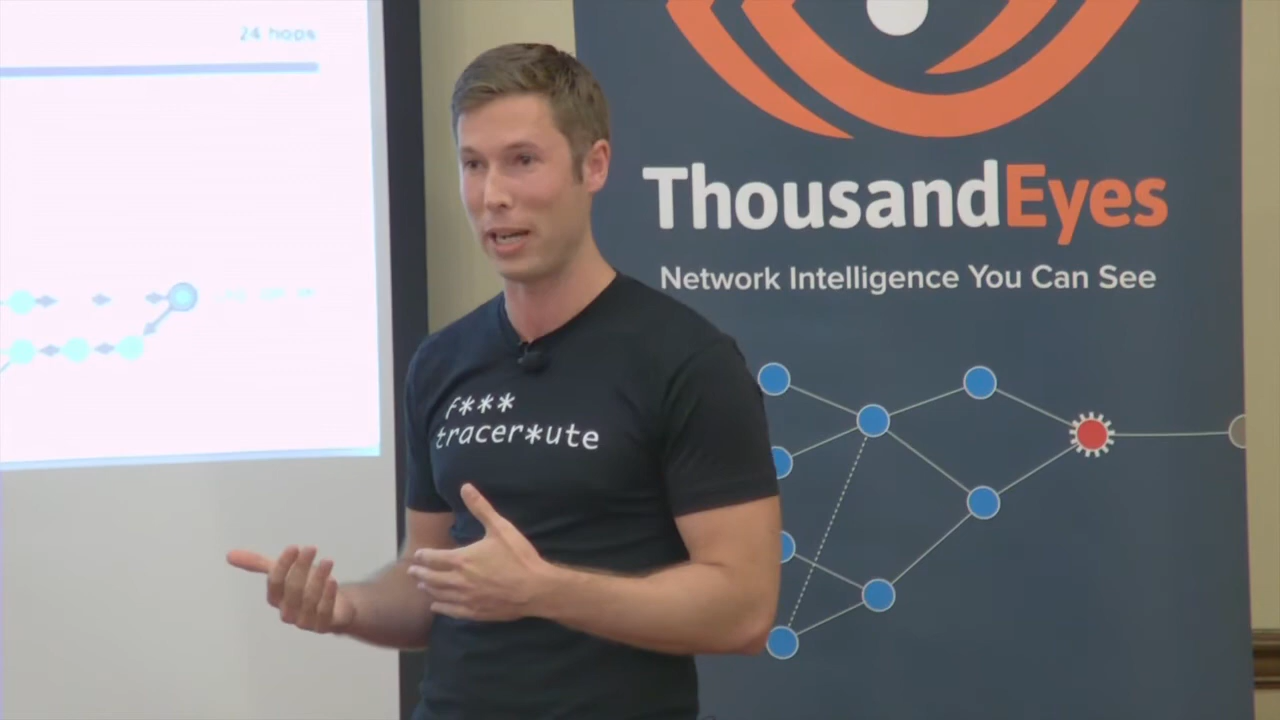 24 hops
ThousandEyes
Network Intelligence You Can See
f***
tracer*ute